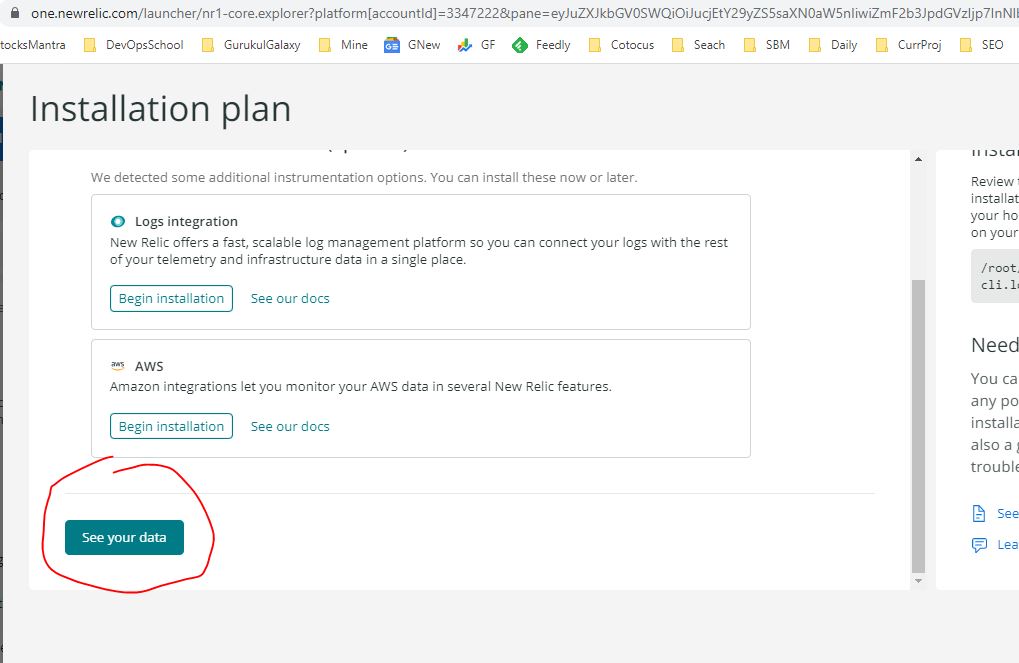 one.newrelic.com/launcher/nr1-core.explorer?platform[accountId]=3347222&pane=
tocksMantra DevOpsSchool GurukulGalaxy Mine GNew GF Feedly Cotocus Seach SBM Daily CurrProj SEO
Installation plan
We detected some additional instrumentation options. You can install these now or later.
Logs integration
New Relic offers a fast, scalable log management platform so you can connect your logs with the rest
of your telemetry and infrastructure data in a single place.
Begin installation See our docs
aws AWS
Amazon integrations let you monitor your AWS data in several New Relic features.
Begin installation See our docs
See your data
Review
installat
your ho
on your
/root,
cli.l
Need
You ca
any po
installa
also a
trouble
See
Lea